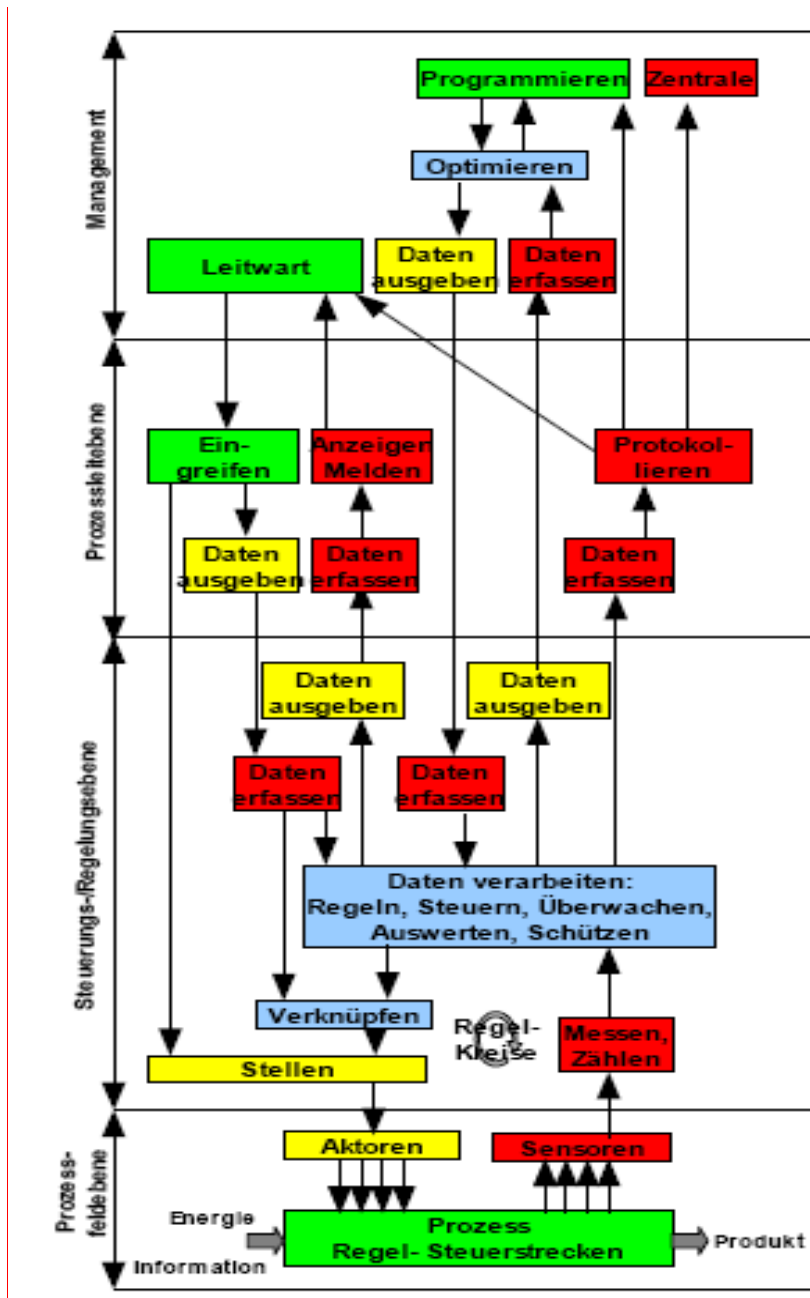 Management
Programmieren
Zentrale
Optimieren
Leitwart
Daten
ausgeben
Daten
erfassen
Prozessleitebene
Ein-
greifen
Anzeigen
Melden
Protokol-
lieren
Daten
ausgeben
Daten
erfassen
Daten
erfassen
Steuerungs-/Regelungsebene
Daten
ausgeben
Daten
ausgeben
Daten
erfassen
Daten
erfassen
Daten verarbeiten:
Regeln, Steuern, Überwachen,
Auswerten, Schützen
Verknüpfen
Regel-
Kreise
Messen,
Zählen
Stellen
Prozess-
feldebene
Aktoren
Sensoren
Energie
Information
Prozess
Regel- Steuerstrecken
Produkt